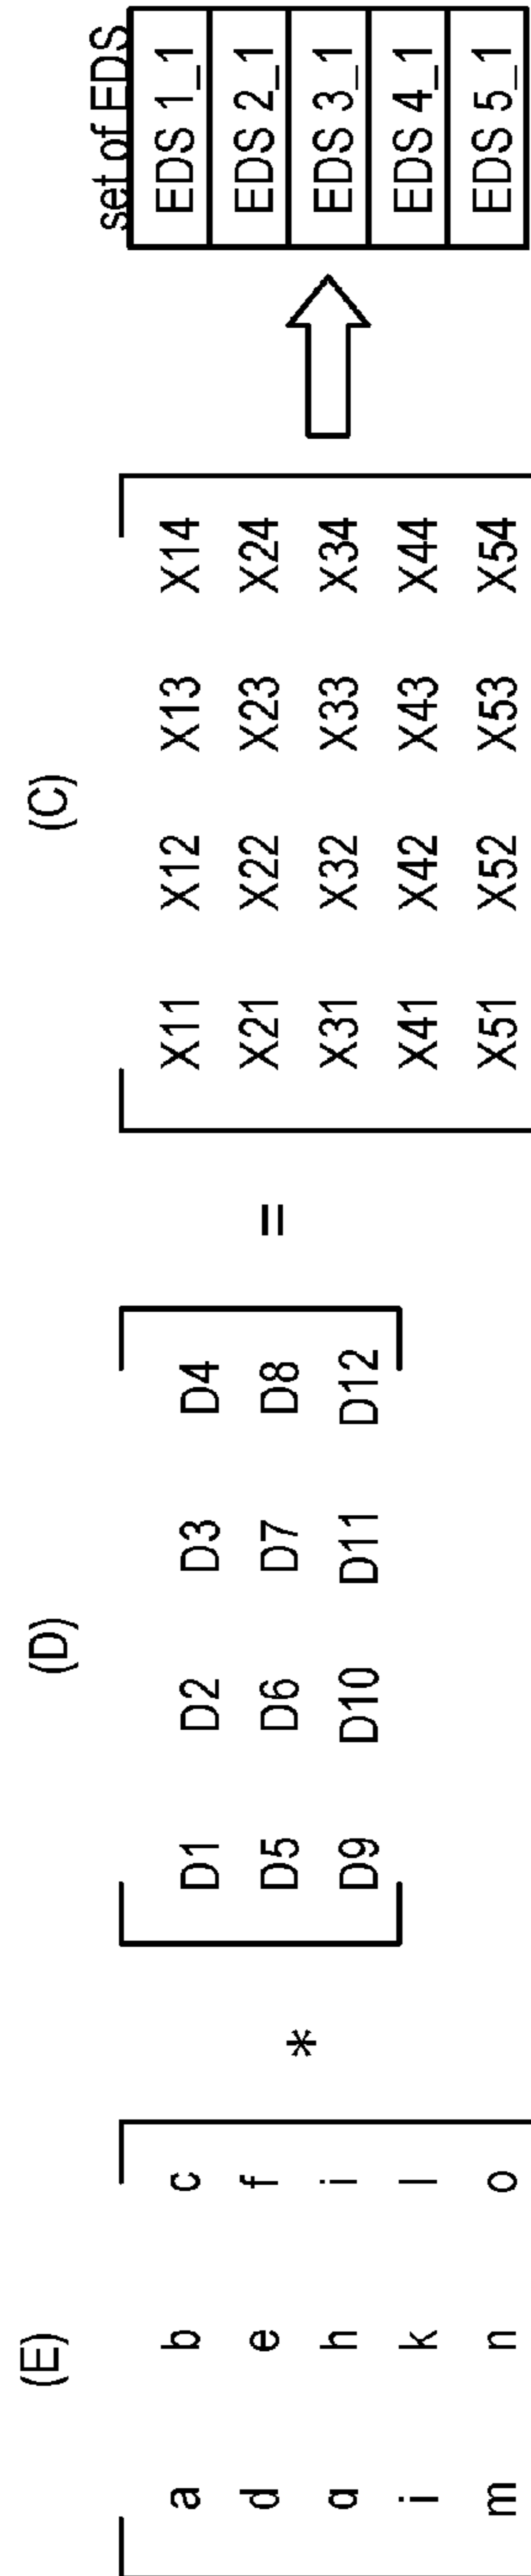 (E) (D) (C)
set of EDS
a b c
d e f
g h i
j k l
m n o
*
D1 D2 D3 D4
D5 D6 D7 D8
D9 D10 D11 D12
=
X11 X12 X13 X14
X21 X22 X23 X24
X31 X32 X33 X34
X41 X42 X43 X44
X51 X52 X53 X54
EDS 1_1
EDS 2_1
EDS 3_1
EDS 4_1
EDS 5_1